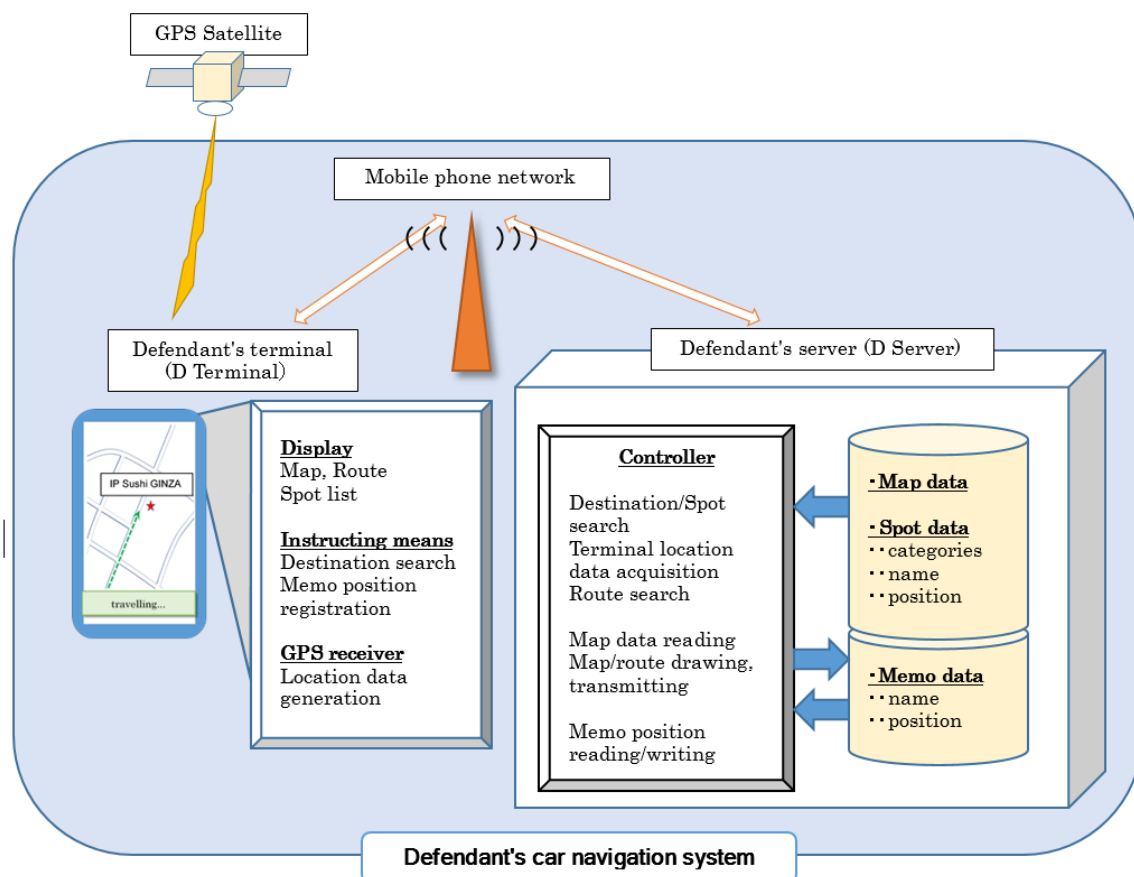 GPS Satellite
Mobile phone network
Defendant's terminal
(D Terminal)
Defendant's server (D Server)
IP Sushi GINZA
travelling...
Display
Map, Route
Spot list
Instructing means
Destination search
Memo position
registration
GPS receiver
Location data
generation
Controller
Destination/Spot
search
Terminal location
data acquisition
Route search
Map data reading
Map/route drawing,
transmitting
Memo position
reading/writing
・Map data
・Spot data
・・categories
・・name
・・position
・Memo data
・・name
・・position
Defendant's car navigation system